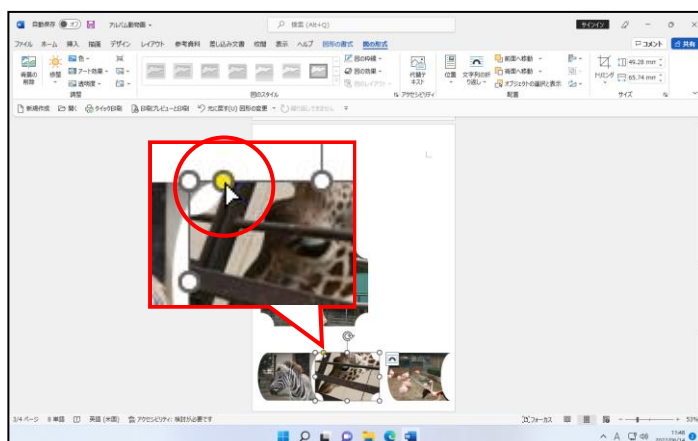 自動保存 オフ アルバム動物園 検索 (Alt+Q) サインイン
ファイル ホーム 挿入 描画 デザイン レイアウト 参考資料 差し込み文書 校閲 表示 ヘルプ 図形の書式 図の形式 コメント 共有
背景の削除 修整 色 アート効果 透明度 図の枠線 図の効果 図のレイアウト 代替テキスト 位置 文字列の折り返し 前面へ移動 背面へ移動 オブジェクトの選択と表示 トリミング 49.28 mm 65.74 mm
調整 図のスタイル アクセシビリティ 配置 サイズ
新規作成 開く クイック印刷 印刷プレビューと印刷 元に戻す(U) 図形の変更
3/4 ページ 8 単語 英語 (米国) アクセシビリティ: 検討が必要です フォーカス 53%
A 11:48